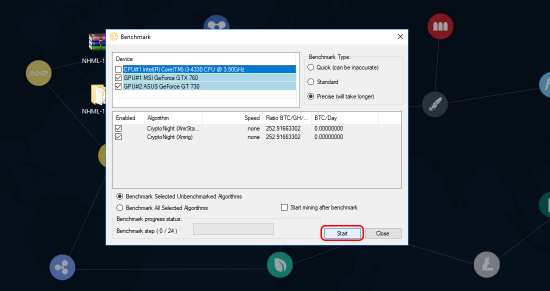 Benchmark
NHML-1
NHML-1.
Device
CPU#1 Intel(R) Core(TM) i3-4330 CPU @ 3.50GHz
GPU#1 MSI GeForce GTX 760
GPU#2 ASUS GeForce GT 730
Benchmark Type:
Quick (can be inaccurate)
Standard
Precise (will take longer)
Enabled Algorithm Speed Ratio BTC/GH/... BTC/Day
CryptoNight (XmrSta... none 252.91663302 0.00000000
CryptoNight (Xmrig) none 252.91663302 0.00000000
Benchmark Selected Unbenchmarked Algorithms
Benchmark All Selected Algorithms
Start mining after benchmark
Benchmark progress status:
Benchmark step ( 0 / 24 )
Start
Close